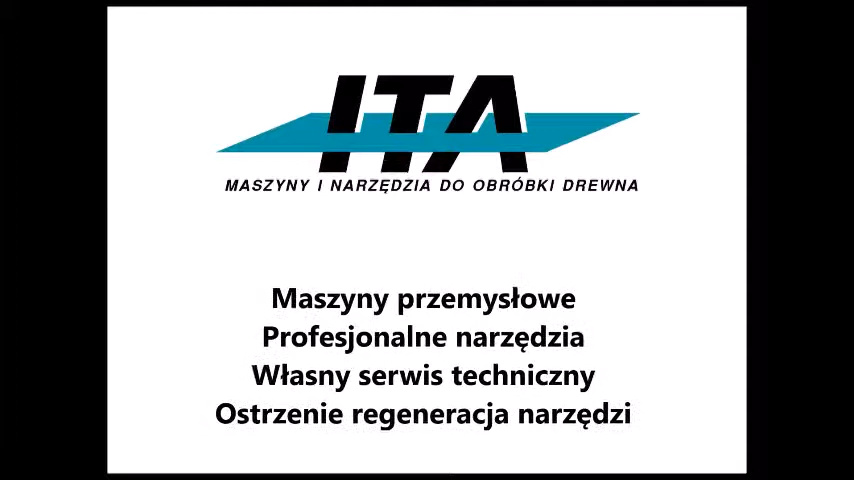 ITA
MASZYNY I NARZĘDZIA DO OBRÓBKI DREWNA
Maszyny przemysłowe
Profesjonalne narzędzia
Własny serwis techniczny
Ostrzenie regeneracja narzędzi